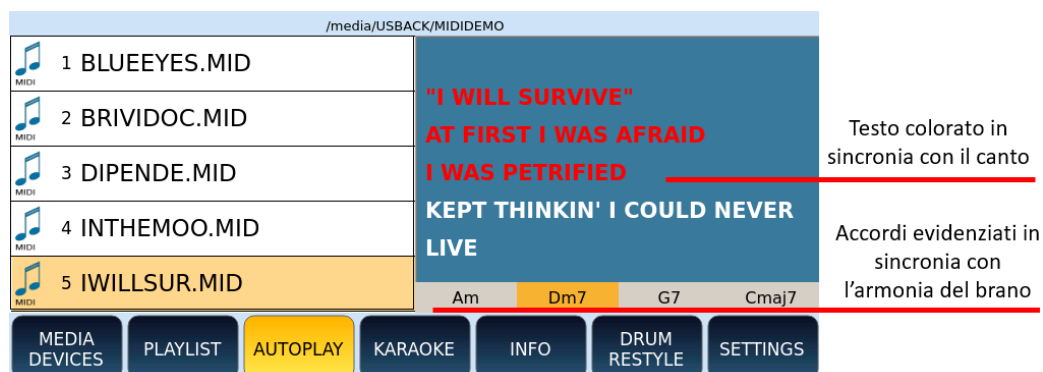 /media/USBACK/MIDIDEMO
MIDI
1 BLUEEYES.MID
MIDI
2 BRIVIDOC.MID
MIDI
3 DIPENDE.MID
MIDI
4 INTHEMOO.MID
MIDI
5 IWILLSUR.MID
"I WILL SURVIVE"
AT FIRST I WAS AFRAID
I WAS PETRIFIED
KEPT THINKIN' I COULD NEVER
LIVE
Am Dm7 G7 Cmaj7
MEDIA
DEVICES
PLAYLIST
AUTOPLAY
KARAOKE
INFO
DRUM
RESTYLE
SETTINGS
Testo colorato in
sincronia con il canto
Accordi evidenziati in
sincronia con
l’armonia del brano